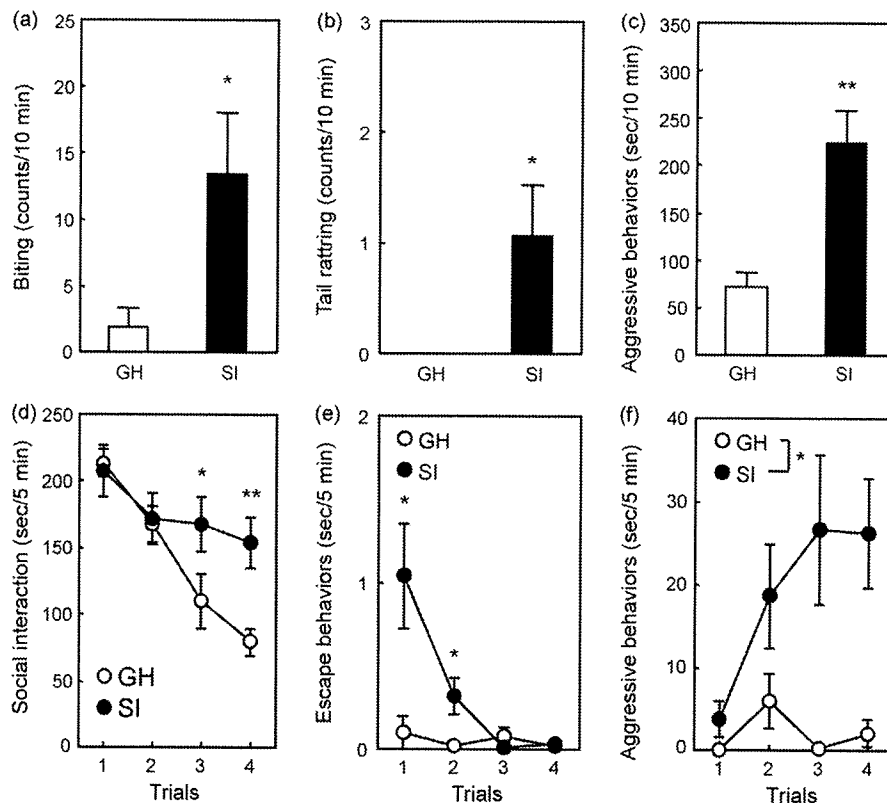 (a)
Biting (counts/10 min)
25
20
15
10
5
0
*
GH
SI
(b)
Tail rattring (counts/10 min)
3
2
1
0
*
GH
SI
(c)
Aggressive behaviors (sec/10 min)
350
300
250
200
150
100
50
0
**
GH
SI
(d)
Social interaction (sec/5 min)
250
200
150
100
50
0
*
**
GH
SI
1 2 3 4
Trials
(e)
Escape behaviors (sec/5 min)
2
1
0
GH
SI
*
*
1 2 3 4
Trials
(f)
Aggressive behaviors (sec/5 min)
40
30
20
10
0
GH
SI
*
1 2 3 4
Trials